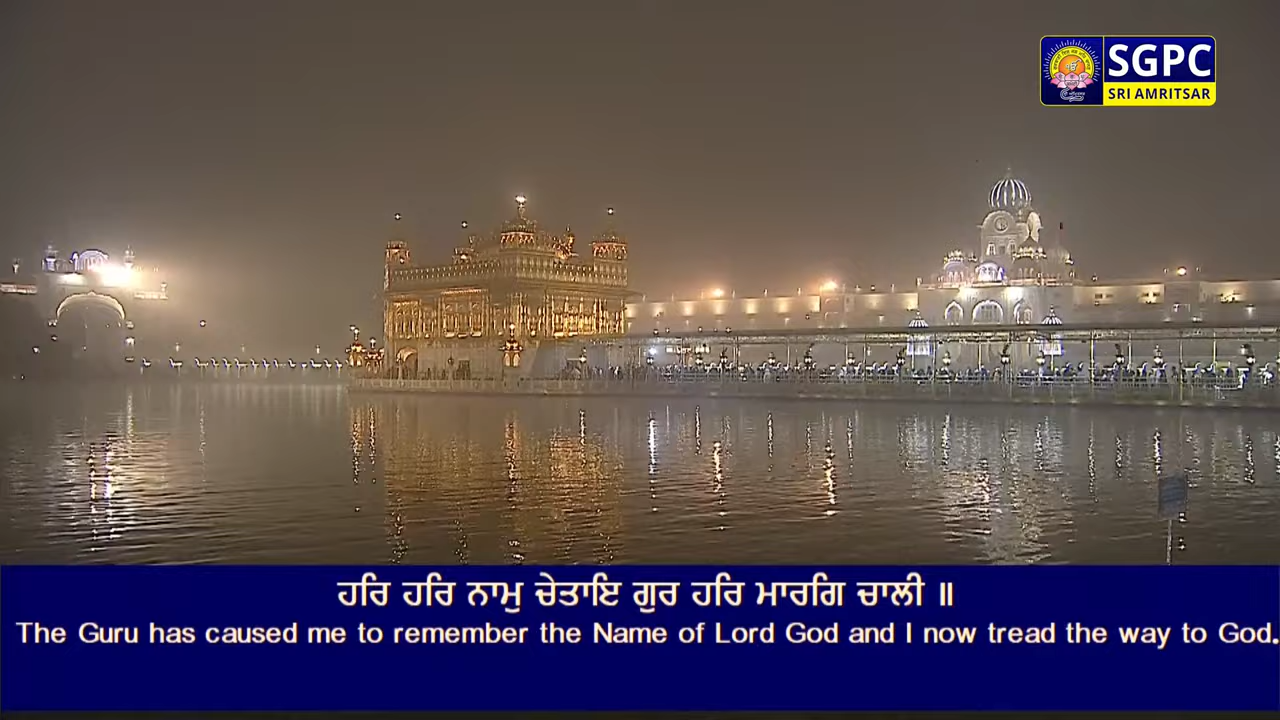 SGPC
SRI AMRITSAR
ਹਰਿ ਹਰਿ ਨਾਮੁ ਚੇਤਾਇ ਗੁਰ ਹਰਿ ਮਾਰਗਿ ਚਾਲੀ ॥
The Guru has caused me to remember the Name of Lord God and I now tread the way to God.